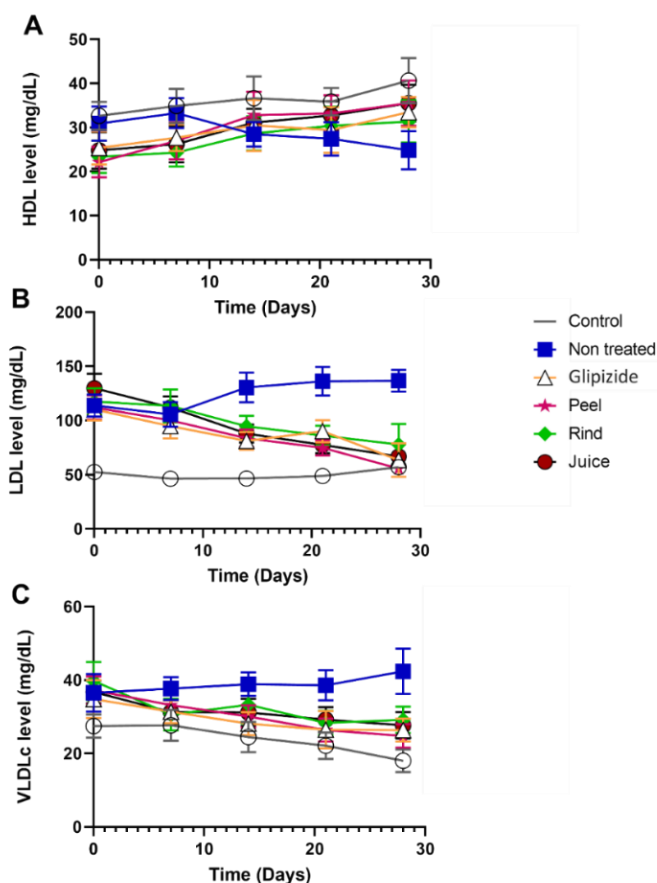 A
HDL level (mg/dL)
50
40
30
20
10
0
0
10
20
30
Time (Days)
B
LDL level (mg/dL)
200
150
100
50
0
0
10
20
30
Time (Days)
Control
Non treated
Glipizide
Peel
Rind
Juice
C
VLDLc level (mg/dL)
60
40
20
0
0
10
20
30
Time (Days)